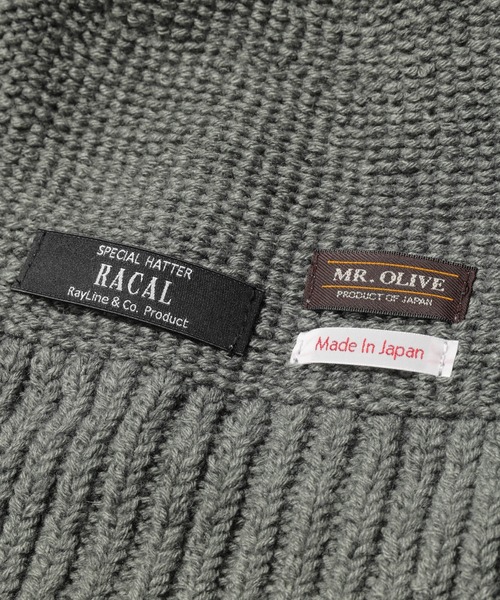 SPECIAL HATTER
RACAL
RayLine & Co. Product
MR. OLIVE
PRODUCT OF JAPAN
Made In Japan